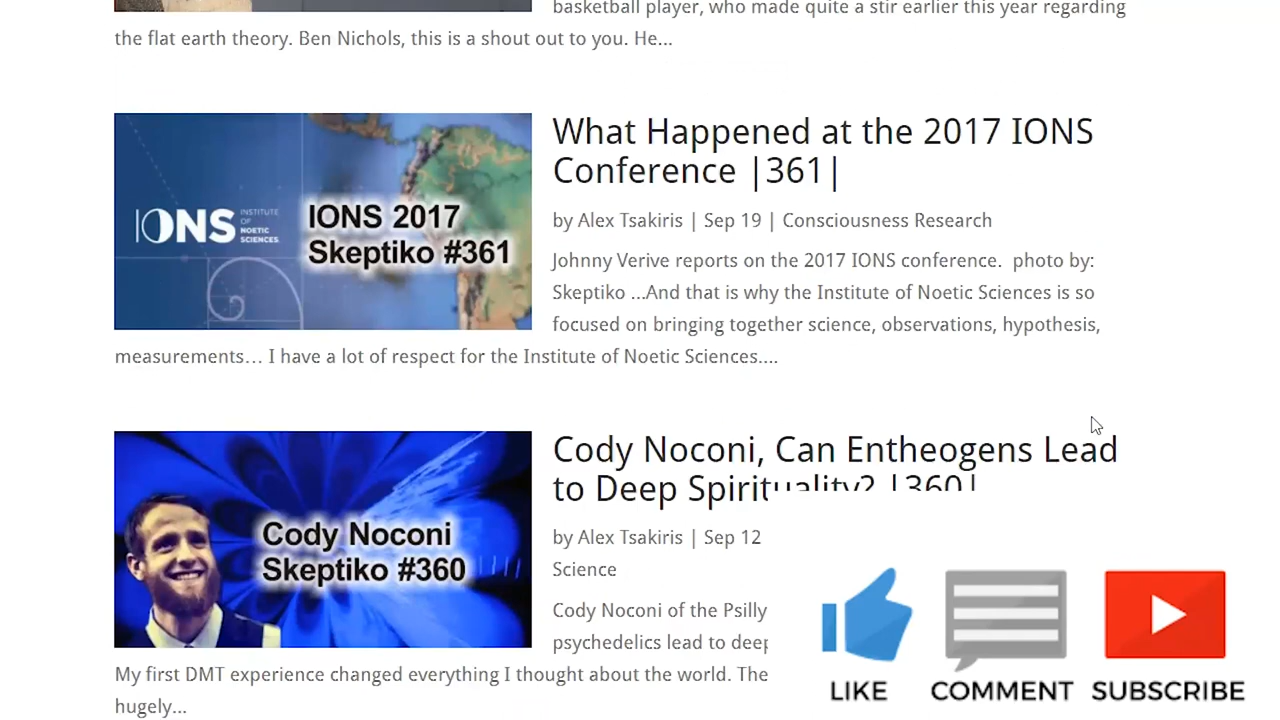 basketball player, who made quite a stir earlier this year regarding
the flat earth theory. Ben Nichols, this is a shout out to you. He...
IONS INSTITUTE
OF
NOETIC
SCIENCES
IONS 2017
Skeptiko #361
What Happened at the 2017 IONS
Conference |361|
by Alex Tsakiris | Sep 19 | Consciousness Research
Johnny Verive reports on the 2017 IONS conference.  photo by:
Skeptiko ...And that is why the Institute of Noetic Sciences is so
focused on bringing together science, observations, hypothesis,
measurements… I have a lot of respect for the Institute of Noetic Sciences....
Cody Noconi
Skeptiko #360
Cody Noconi, Can Entheogens Lead
to Deep Spirituality? |360|
by Alex Tsakiris | Sep 12
Science
Cody Noconi of the Psilly
psychedelics lead to deep
My first DMT experience changed everything I thought about the world. The
hugely...
LIKE
COMMENT
SUBSCRIBE